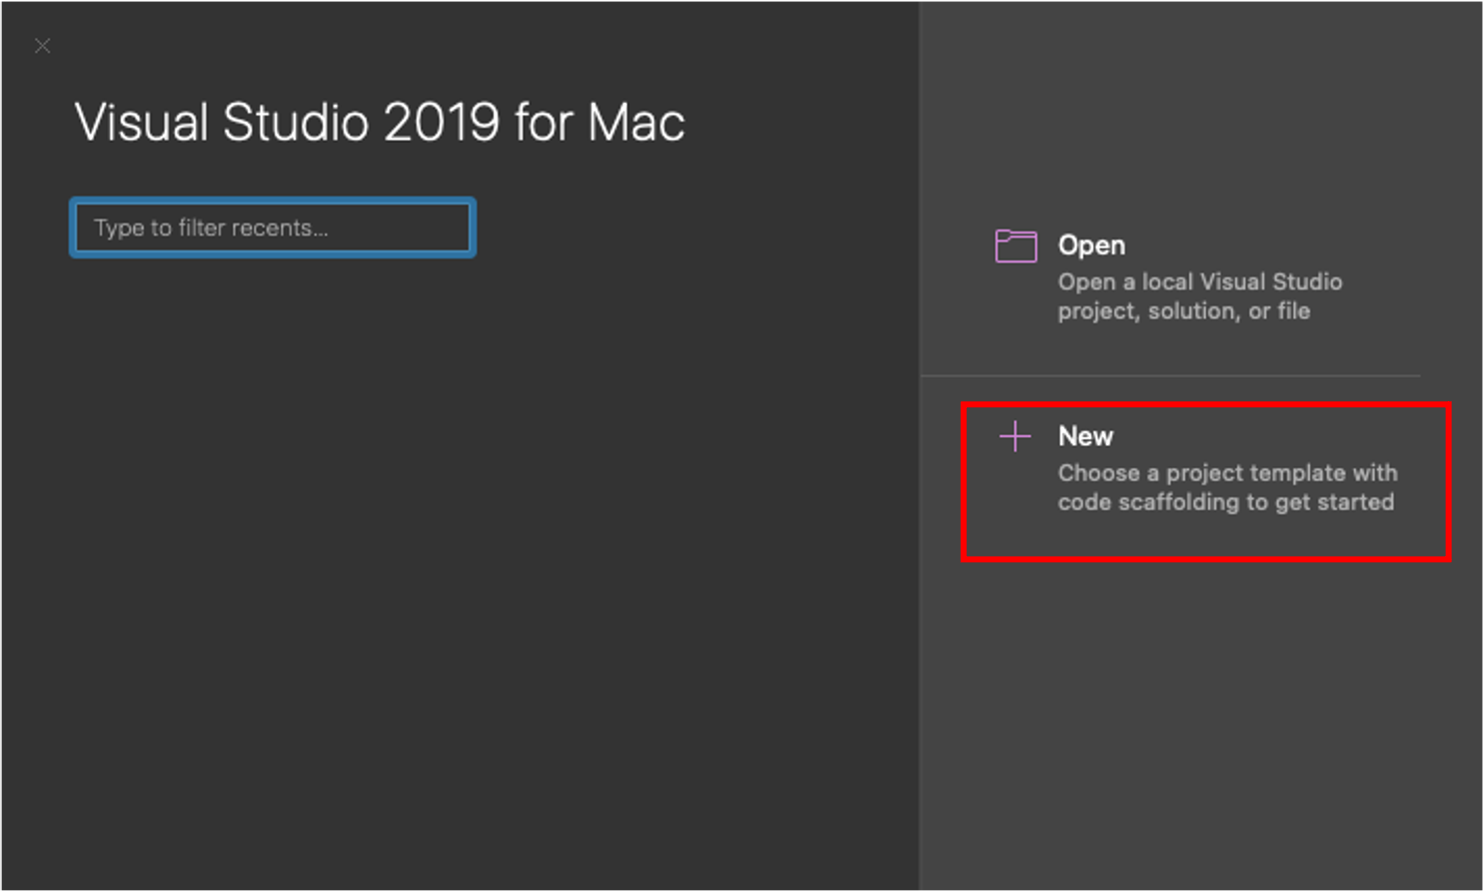 Visual Studio 2019 for Mac
Type to filter recents...
Open
Open a local Visual Studio
project, solution, or file
New
Choose a project template with
code scaffolding to get started